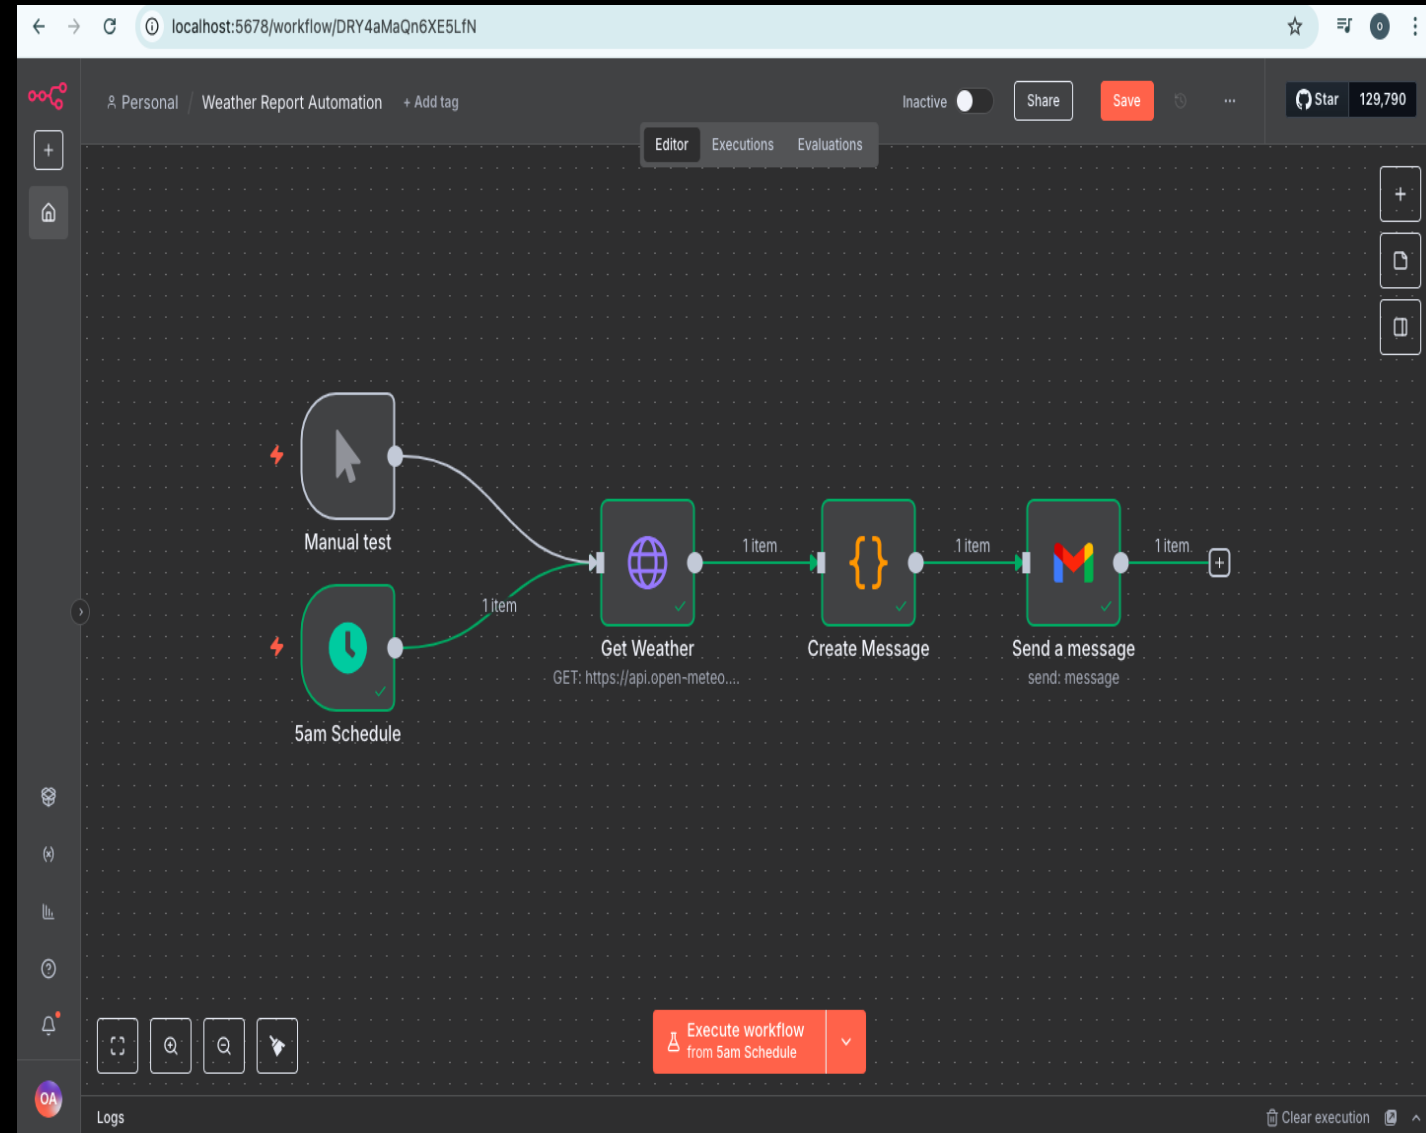 localhost:5678/workflow/DRY4aMaQn6XE5LfN
O
Personal / Weather Report Automation + Add tag
Inactive
Share
Save
...
Star 129,790
Editor Executions Evaluations
Manual test
1 item
1 item
1 item
1 item
Get Weather
GET: https://api.open-meteo....
Create Message
Send a message
send: message
5am Schedule
Execute workflow
from 5am Schedule
OA
Logs
Clear execution